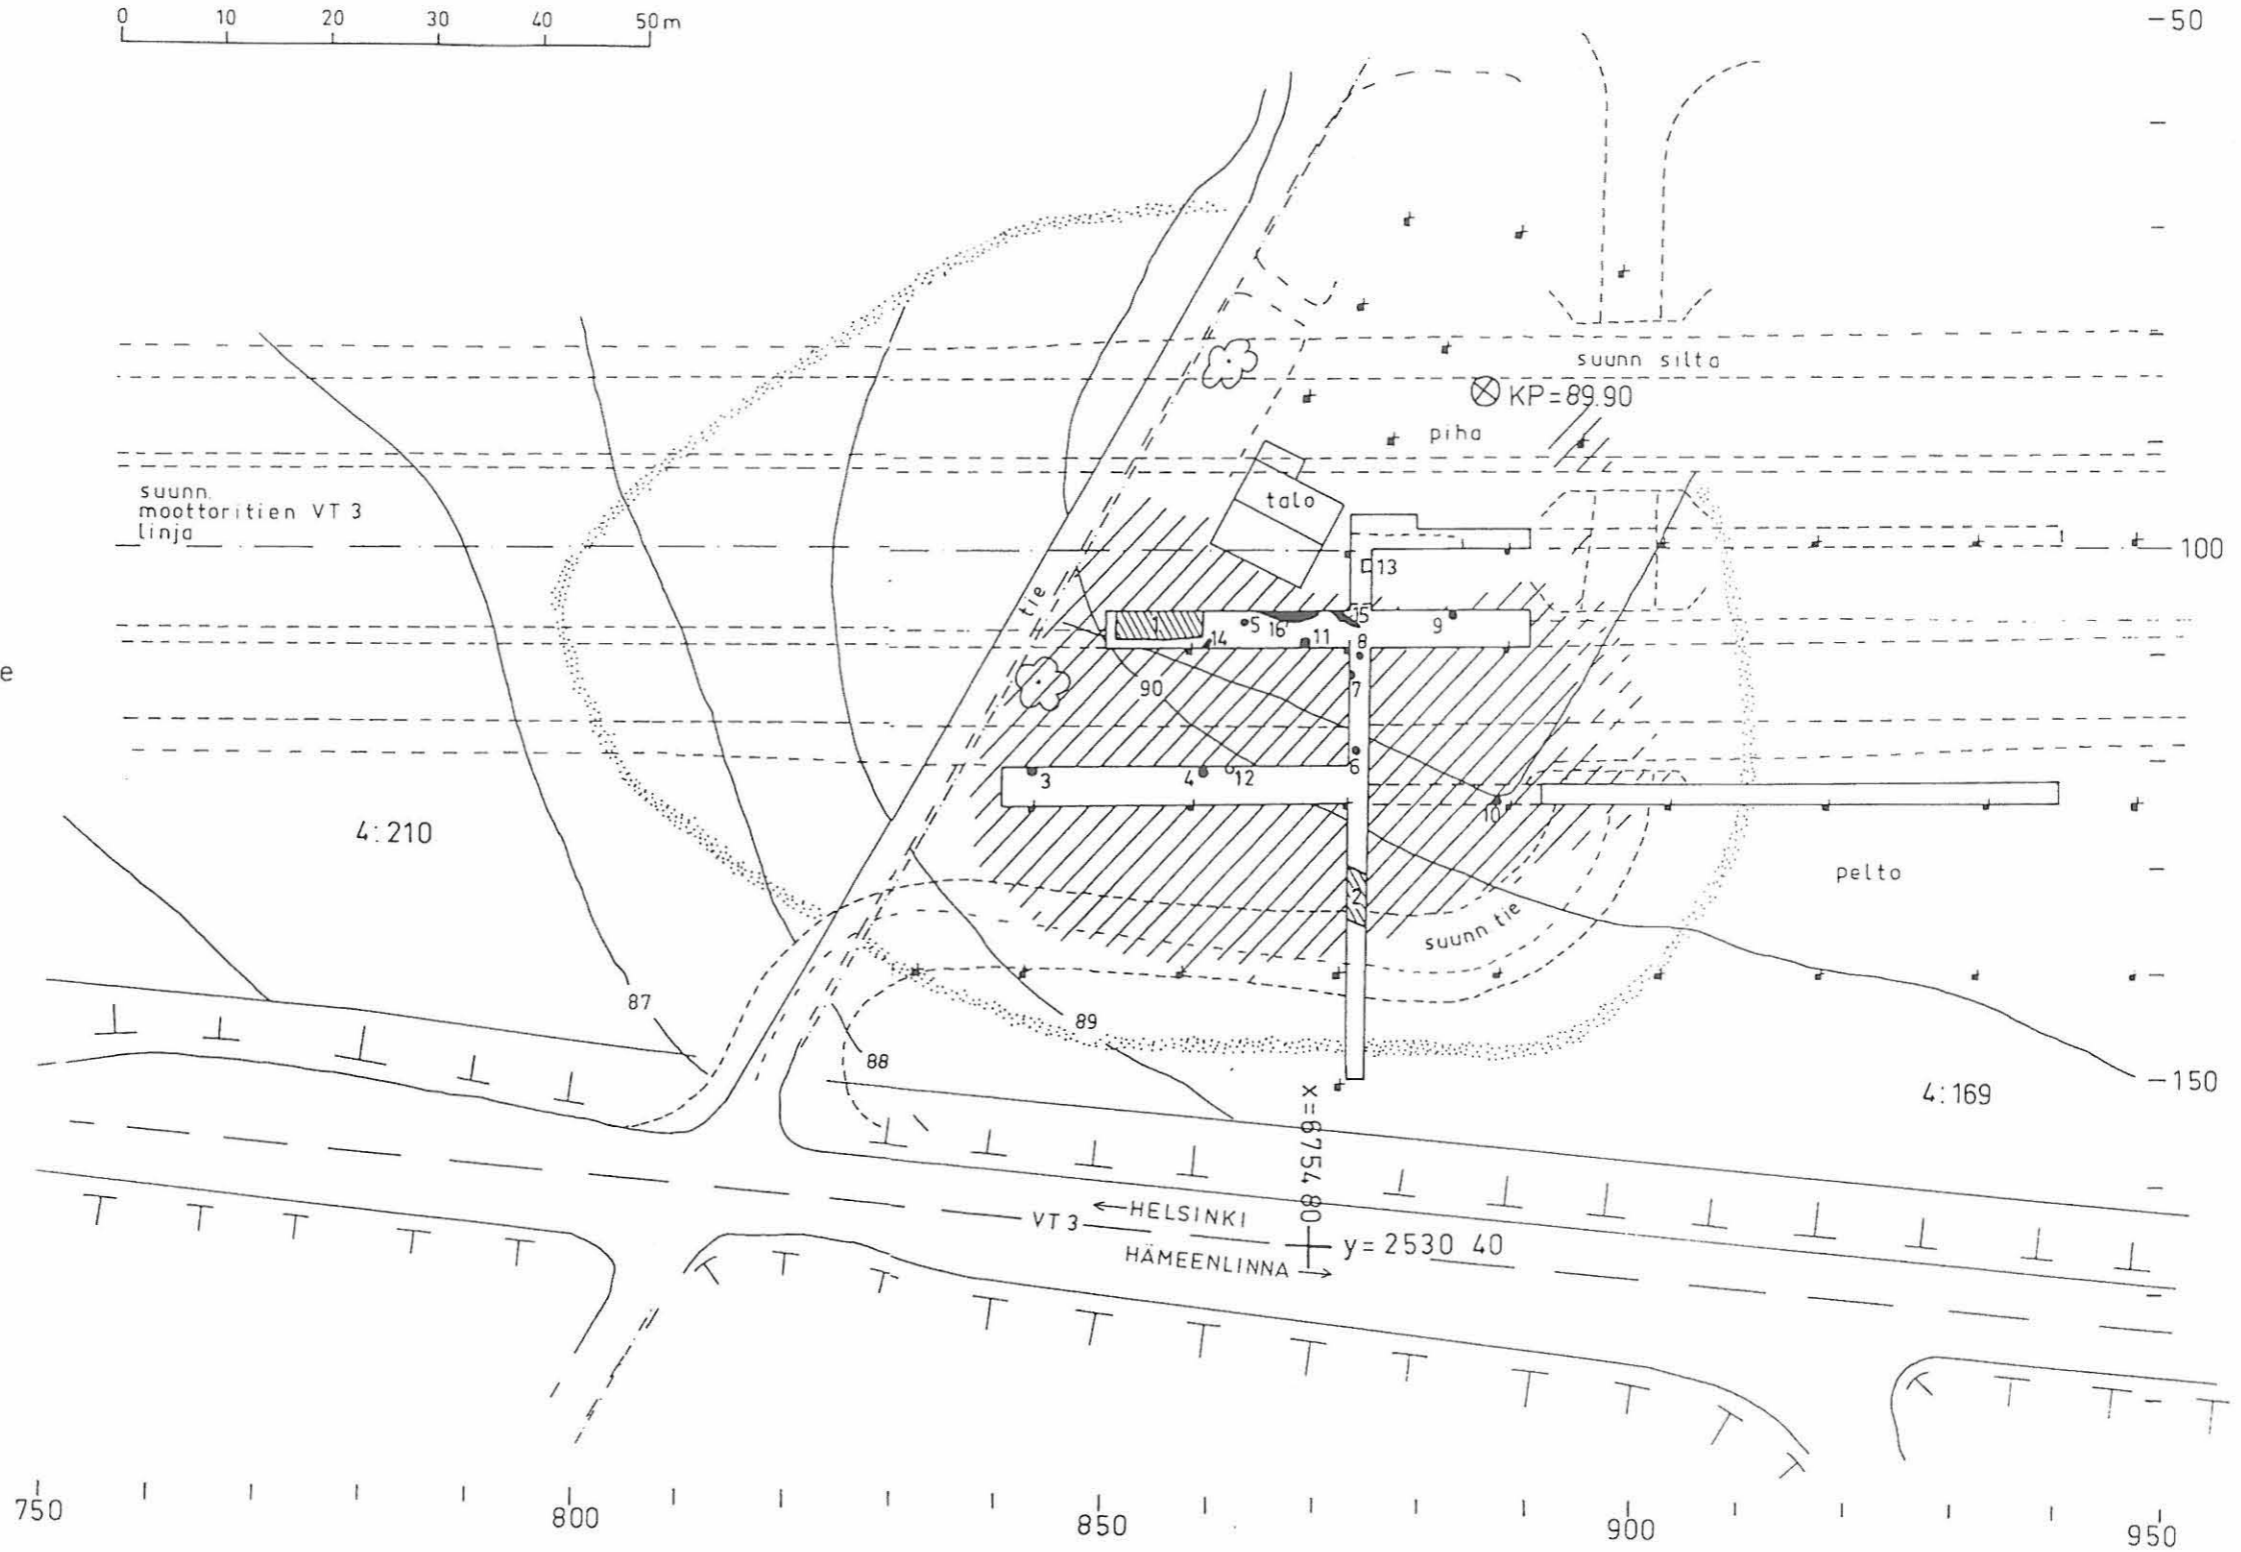 0 10 20 30 40 50 m
-50
suunn silta
KP=89.90
piha
suunn.
moottoritien VT 3
linja
talo
-100
13
tie
1
5
16
15
9
14
11
8
90
7
e
6
3
4
12
10
4:210
pelto
2
suunn tie
87
89
88
-150
4:169
x=6754 80
←HELSINKI
VT 3
y= 2530 40
HÄMEENLINNA→
750 800 850 900 950